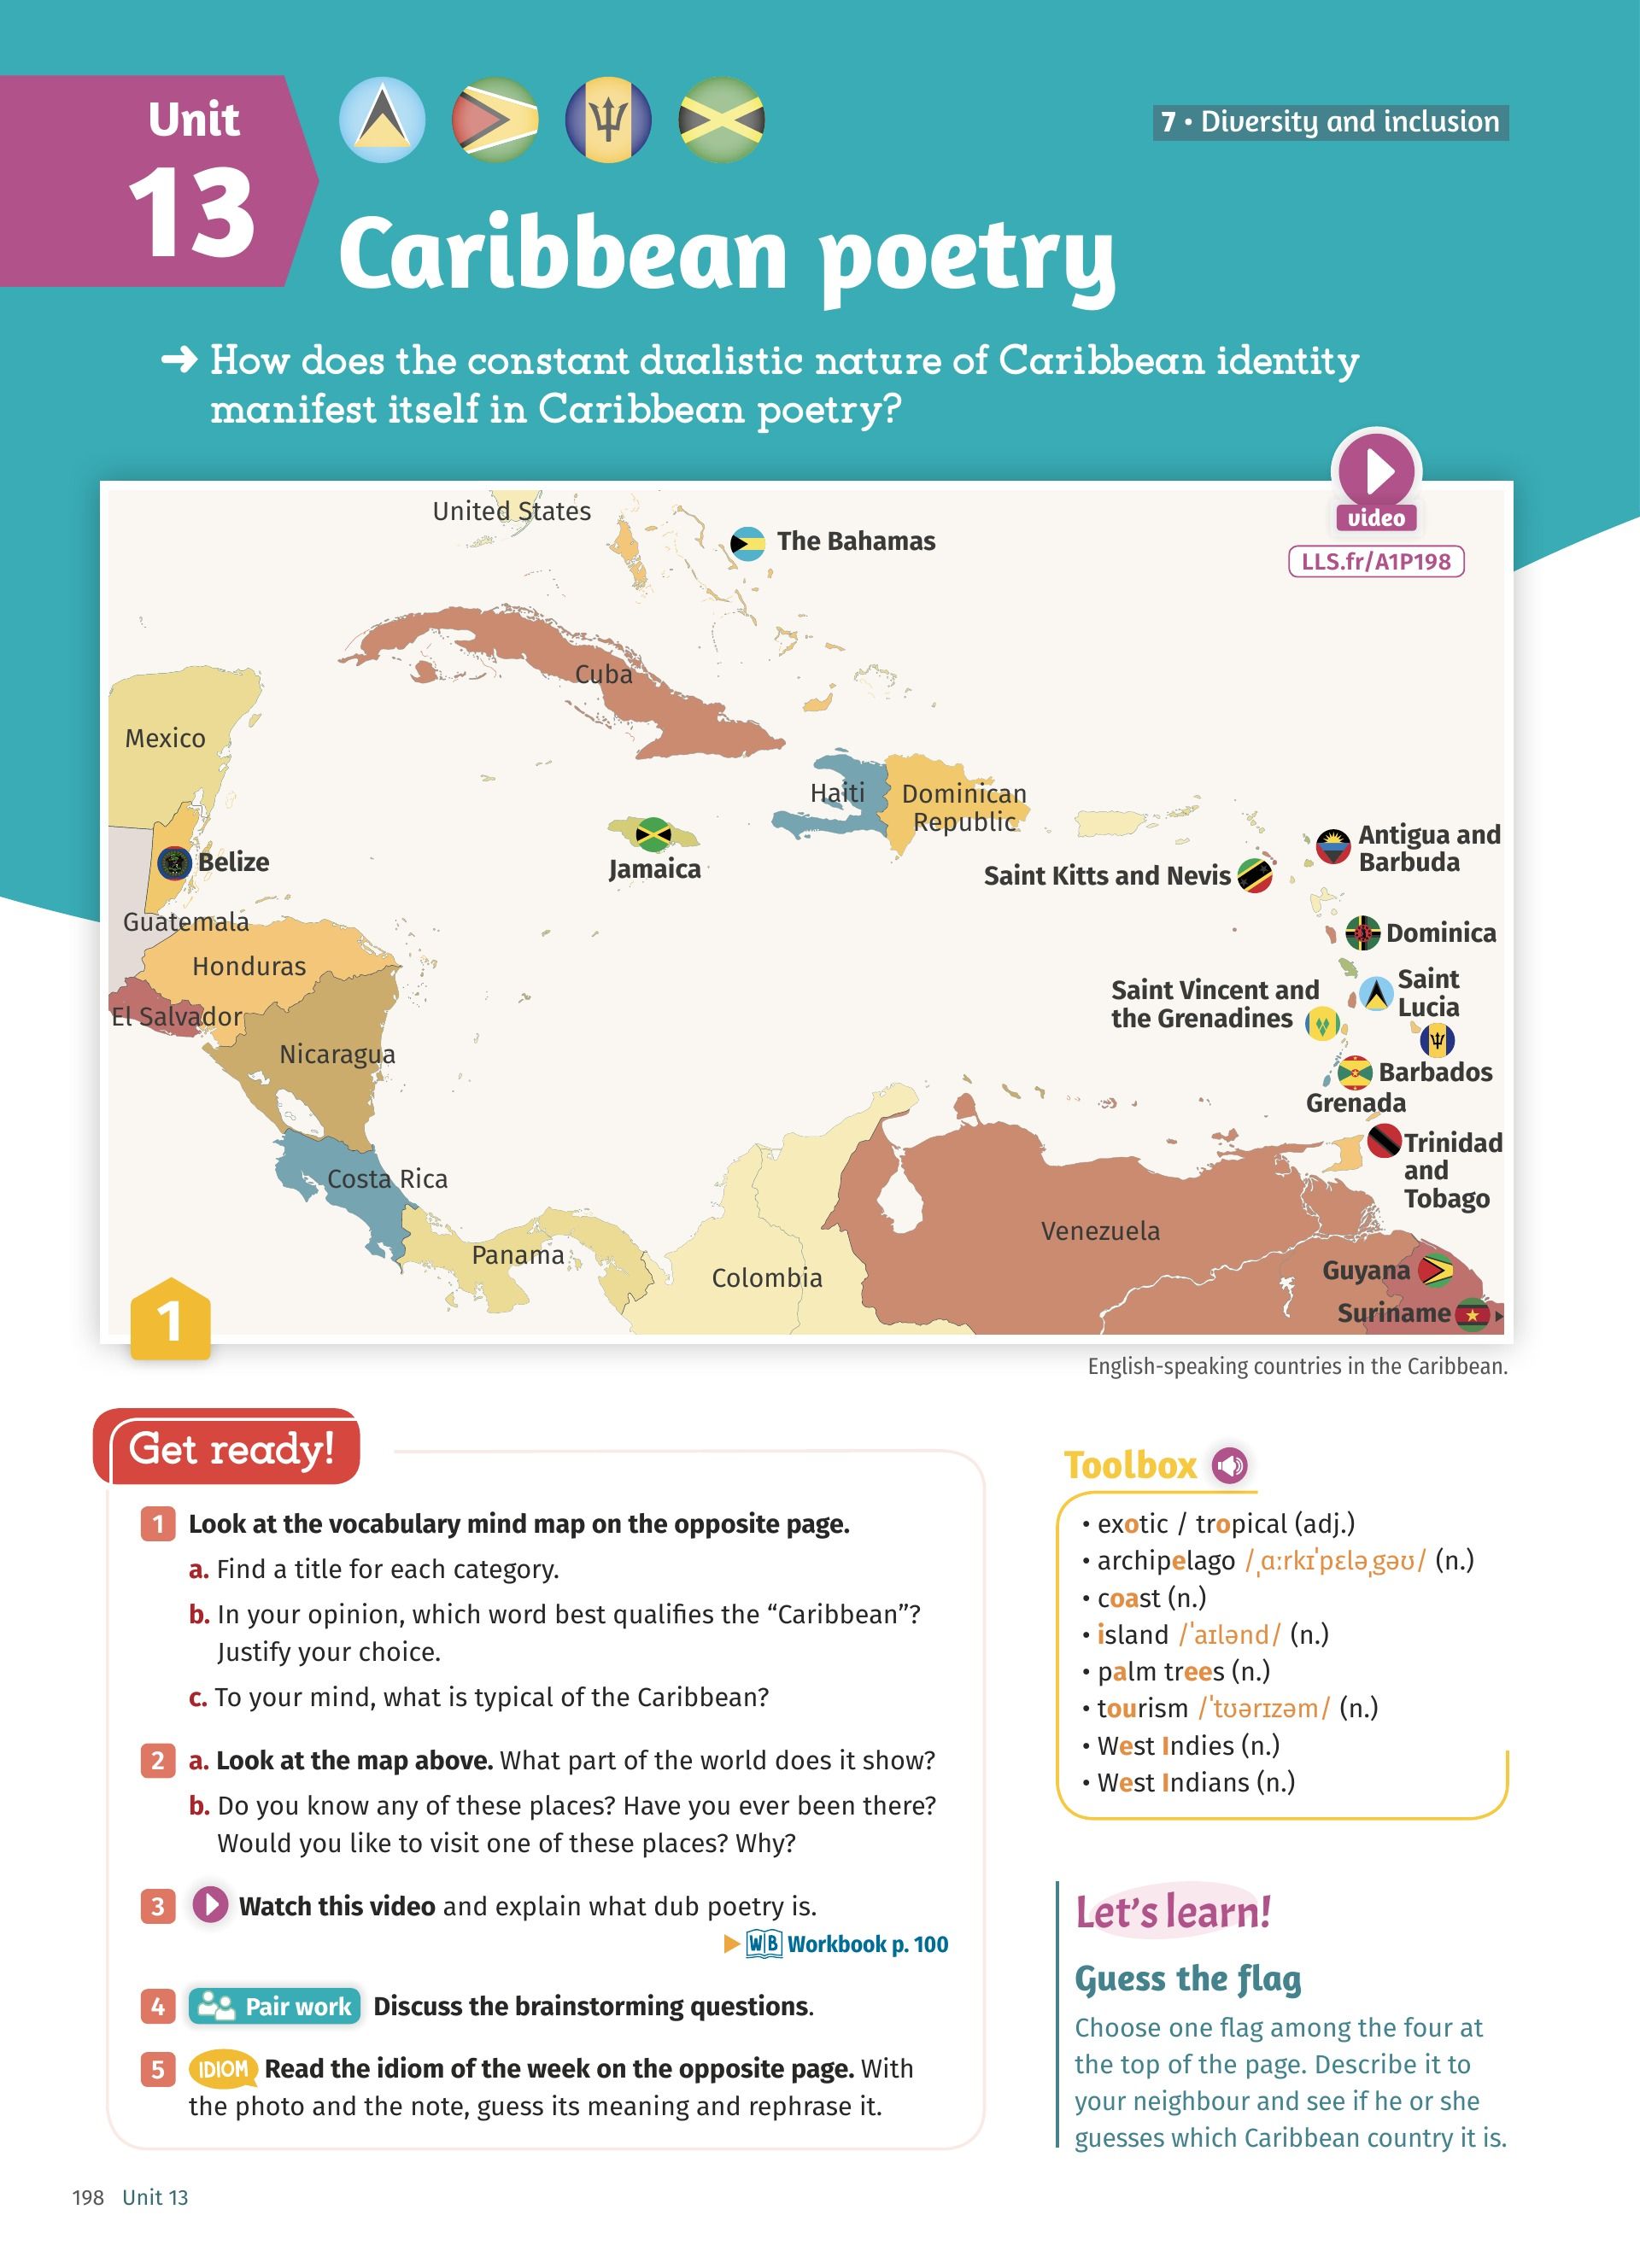 Unit
13
7 • Diversity and inclusion
Caribbean poetry
➜ How does the constant dualistic nature of Caribbean identity
manifest itself in Caribbean poetry?
video
LLS.fr/A1P198
United States
The Bahamas
Cuba
Mexico
Haiti
Dominican
Republic
Jamaica
Belize
Antigua and
Barbuda
Saint Kitts and Nevis
Guatemala
Dominica
Honduras
Saint
Lucia
Saint Vincent and
the Grenadines
El Salvador
Nicaragua
Barbados
Grenada
Trinidad
and
Tobago
Costa Rica
Venezuela
Panama
Colombia
Guyana
Suriname
1
English-speaking countries in the Caribbean.
Get ready!
1 Look at the vocabulary mind map on the opposite page.
a. Find a title for each category.
b. In your opinion, which word best qualifies the “Caribbean”?
Justify your choice.
c. To your mind, what is typical of the Caribbean?
2 a. Look at the map above. What part of the world does it show?
b. Do you know any of these places? Have you ever been there?
Would you like to visit one of these places? Why?
3 Watch this video and explain what dub poetry is.
WB Workbook p. 100
4 Pair work Discuss the brainstorming questions.
5 IDIOM Read the idiom of the week on the opposite page. With
the photo and the note, guess its meaning and rephrase it.
Toolbox
• exotic / tropical (adj.)
• archipelago /ˌɑːrkɪˈpɛləˌgəʊ/ (n.)
• coast (n.)
• island /ˈaɪlənd/ (n.)
• palm trees (n.)
• tourism /ˈtʊərɪzəm/ (n.)
• West Indies (n.)
• West Indians (n.)
Let’s learn!
Guess the flag
Choose one flag among the four at
the top of the page. Describe it to
your neighbour and see if he or she
guesses which Caribbean country it is.
198 Unit 13